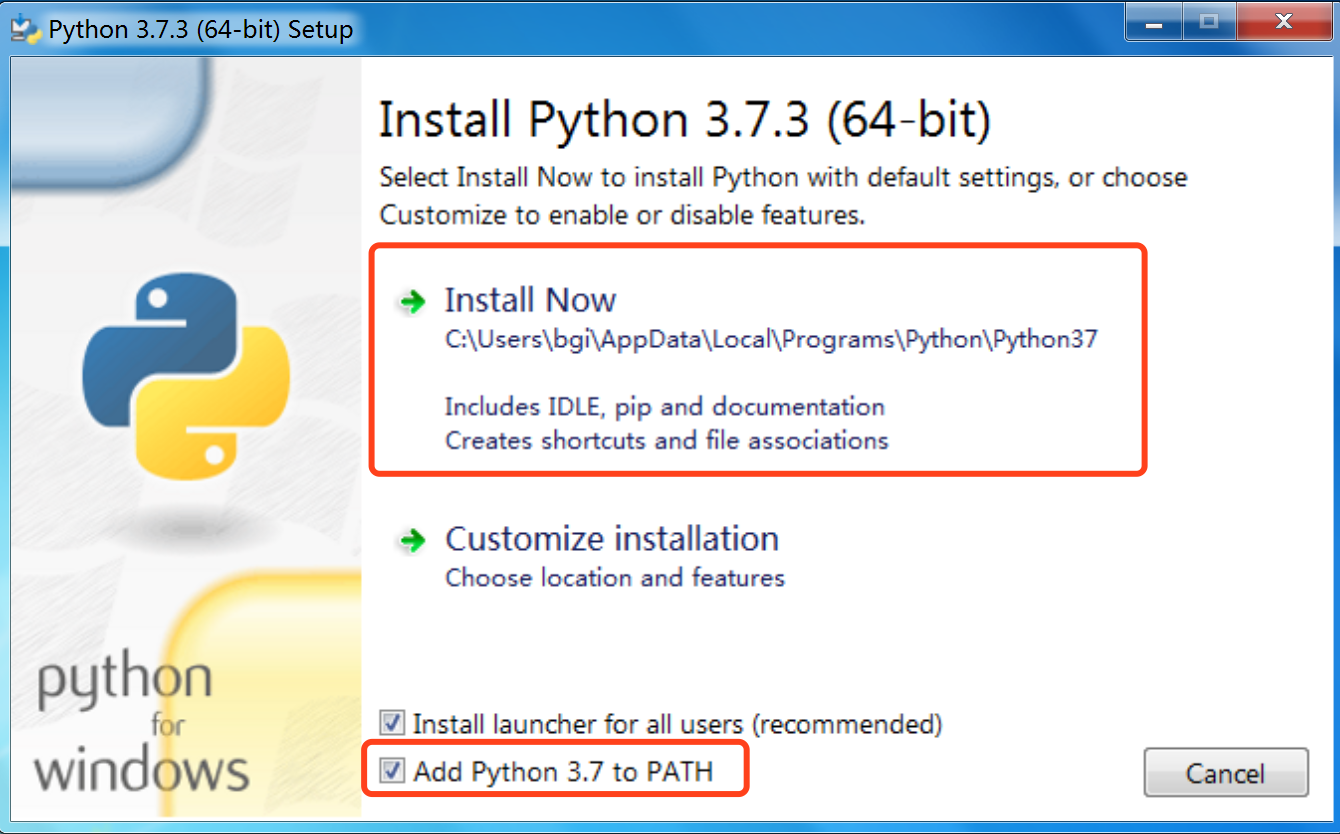 Python 3.7.3 (64-bit) Setup
Install Python 3.7.3 (64-bit)
Select Install Now to install Python with default settings, or choose
Customize to enable or disable features.
Install Now
C:\Users\bgi\AppData\Local\Programs\Python\Python37
Includes IDLE, pip and documentation
Creates shortcuts and file associations
Customize installation
Choose location and features
python
for
windows
Install launcher for all users (recommended)
Add Python 3.7 to PATH
Cancel